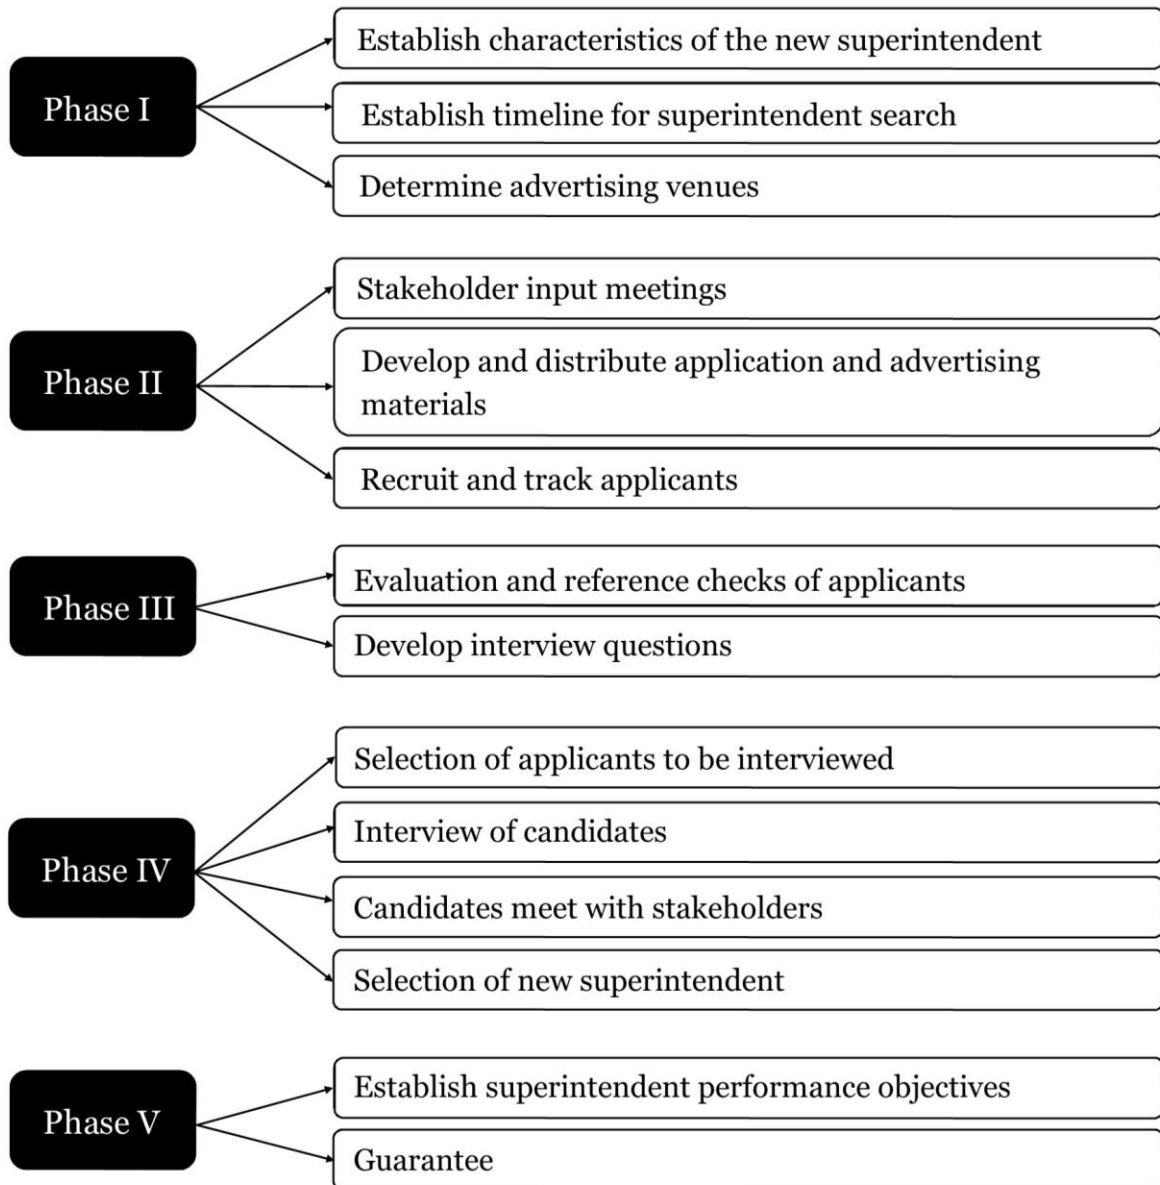 Phase I
Establish characteristics of the new superintendent
Establish timeline for superintendent search
Determine advertising venues
Phase II
Stakeholder input meetings
Develop and distribute application and advertising
materials
Recruit and track applicants
Phase III
Evaluation and reference checks of applicants
Develop interview questions
Phase IV
Selection of applicants to be interviewed
Interview of candidates
Candidates meet with stakeholders
Selection of new superintendent
Phase V
Establish superintendent performance objectives
Guarantee